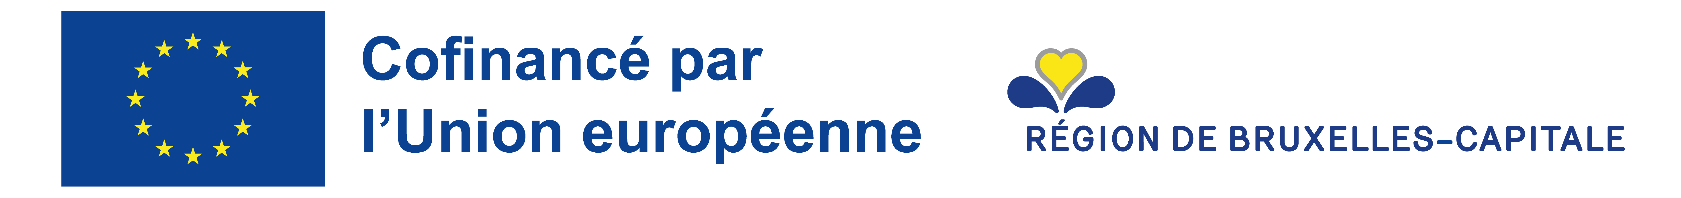 Cofinancé par
l’Union européenne
RÉGION DE BRUXELLES–CAPITALE